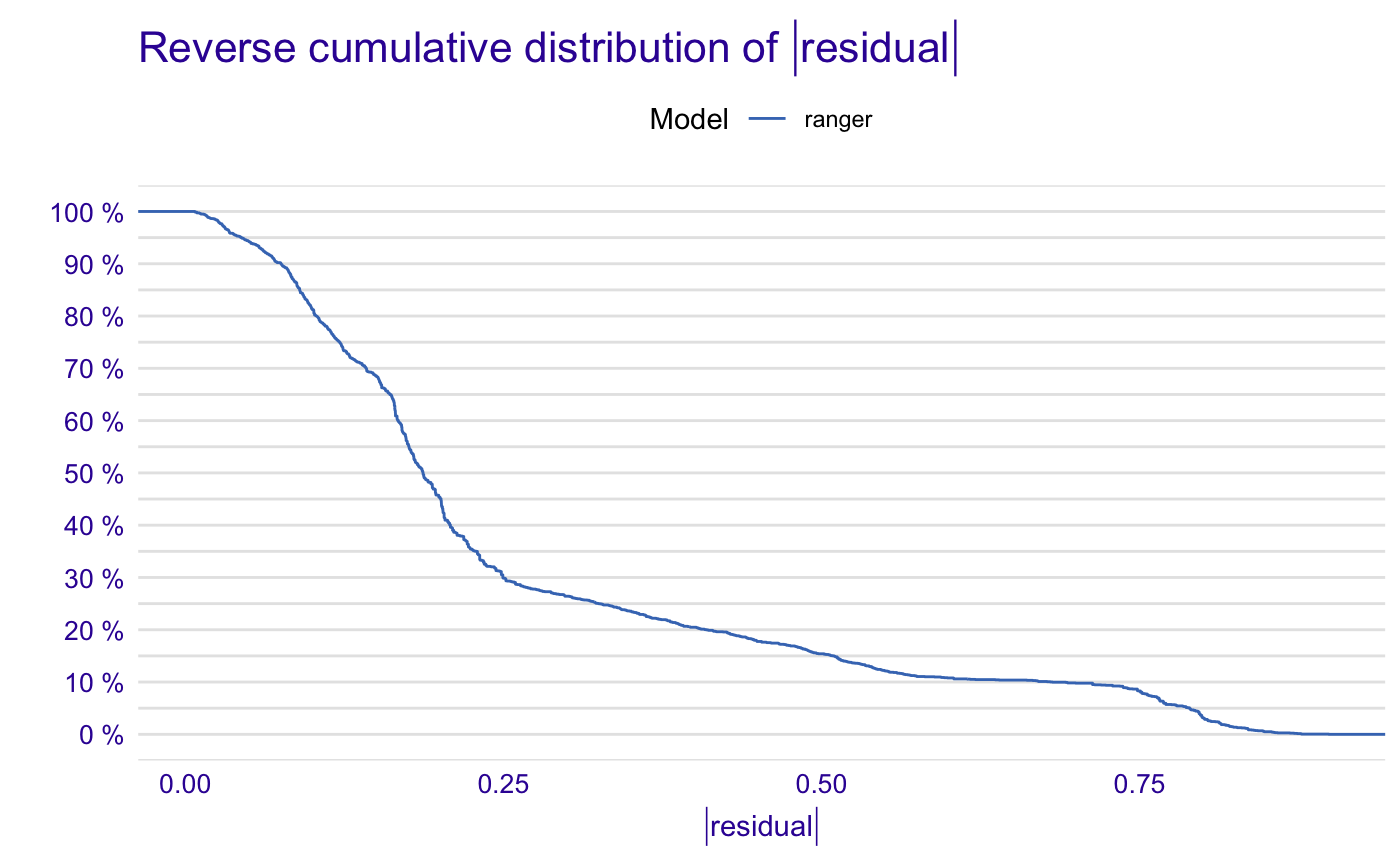 Reverse cumulative distribution of |residual|
Model ranger
100 %
90 %
80 %
70 %
60 %
50 %
40 %
30 %
20 %
10 %
0 %
0.00 0.25 0.50 0.75
|residual|